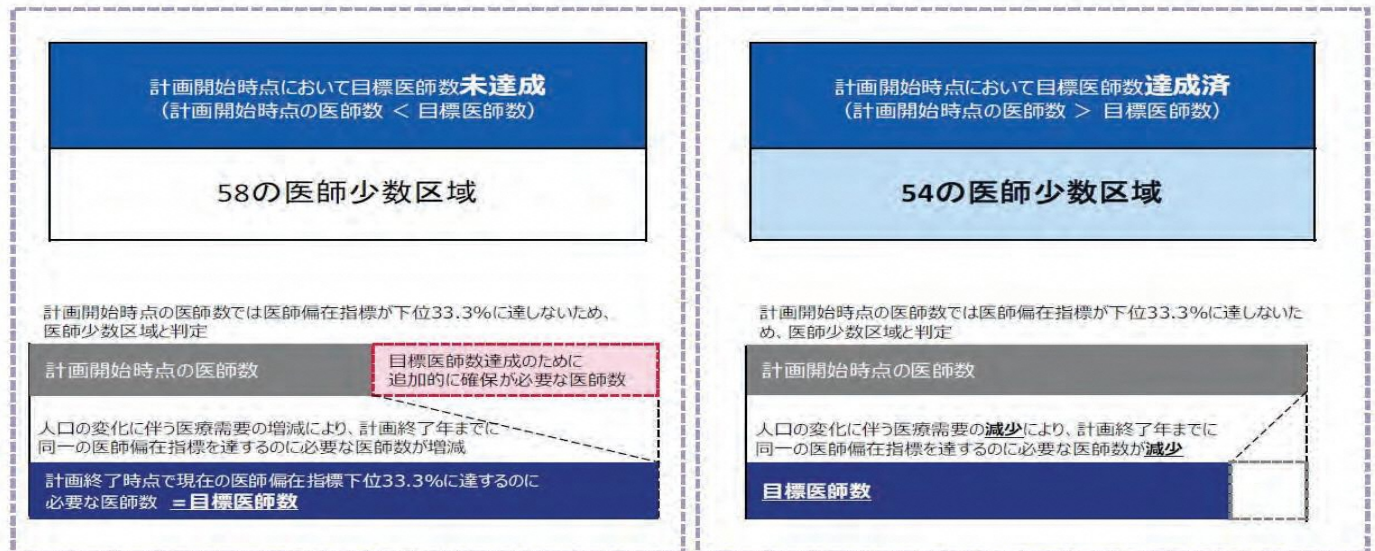 計画開始時点において目標医師数未達成
(計画開始時点の医師数 < 目標医師数)
58の医師少数区域
計画開始時点の医師数では医師偏在指標が下位33.3%に達しないため、
医師少数区域と判定
計画開始時点の医師数
目標医師数達成のために
追加的に確保が必要な医師数
人口の変化に伴う医療需要の増減により、計画終了年までに
同一の医師偏在指標を達するのに必要な医師数が増減
計画終了時点で現在の医師偏在指標下位33.3%に達するのに
必要な医師数 =目標医師数
計画開始時点において目標医師数達成済
(計画開始時点の医師数 > 目標医師数)
54の医師少数区域
計画開始時点の医師数では医師偏在指標が下位33.3%に達しないた
め、医師少数区域と判定
計画開始時点の医師数
人口の変化に伴う医療需要の減少により、計画終了年までに
同一の医師偏在指標を達するのに必要な医師数が減少
目標医師数